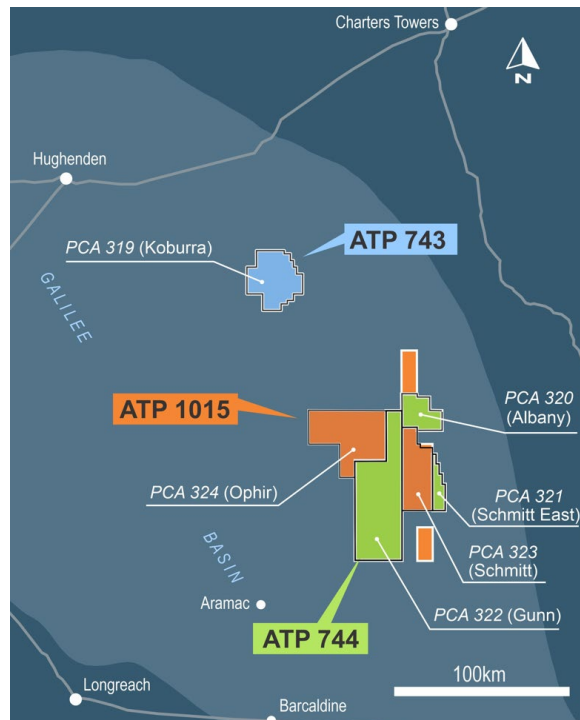 Charters Towers
N
Hughenden
ATP 743
PCA 319 (Koburra)
GALILEE
ATP 1015
PCA 320
(Albany)
PCA 324 (Ophir)
PCA 321
(Schmitt East)
BASIN
PCA 323
(Schmitt)
Aramac
PCA 322 (Gunn)
ATP 744
100km
Longreach
Barcaldine